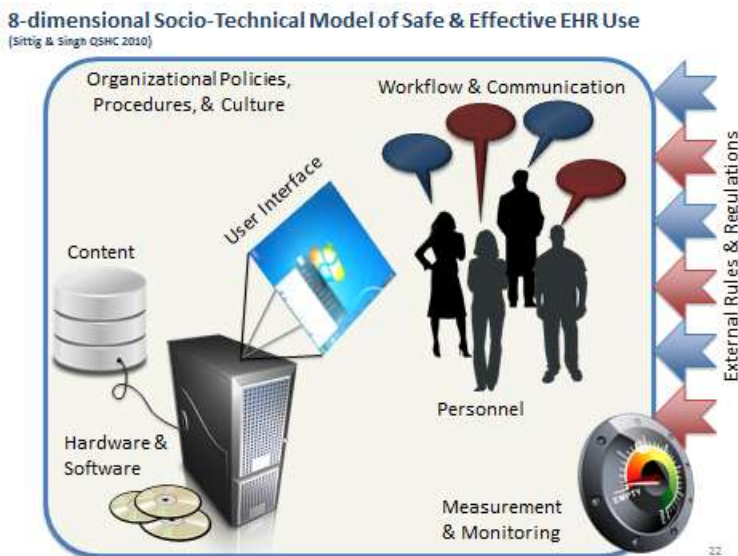 8-dimensional Socio-Technical Model of Safe & Effective EHR Use
(Sittig & Singh QSHC 2010)
Organizational Policies,
Procedures, & Culture
Workflow & Communication
User Interface
Content
External Rules & Regulations
Personnel
Hardware &
Software
EMPTY
Measurement
& Monitoring
22